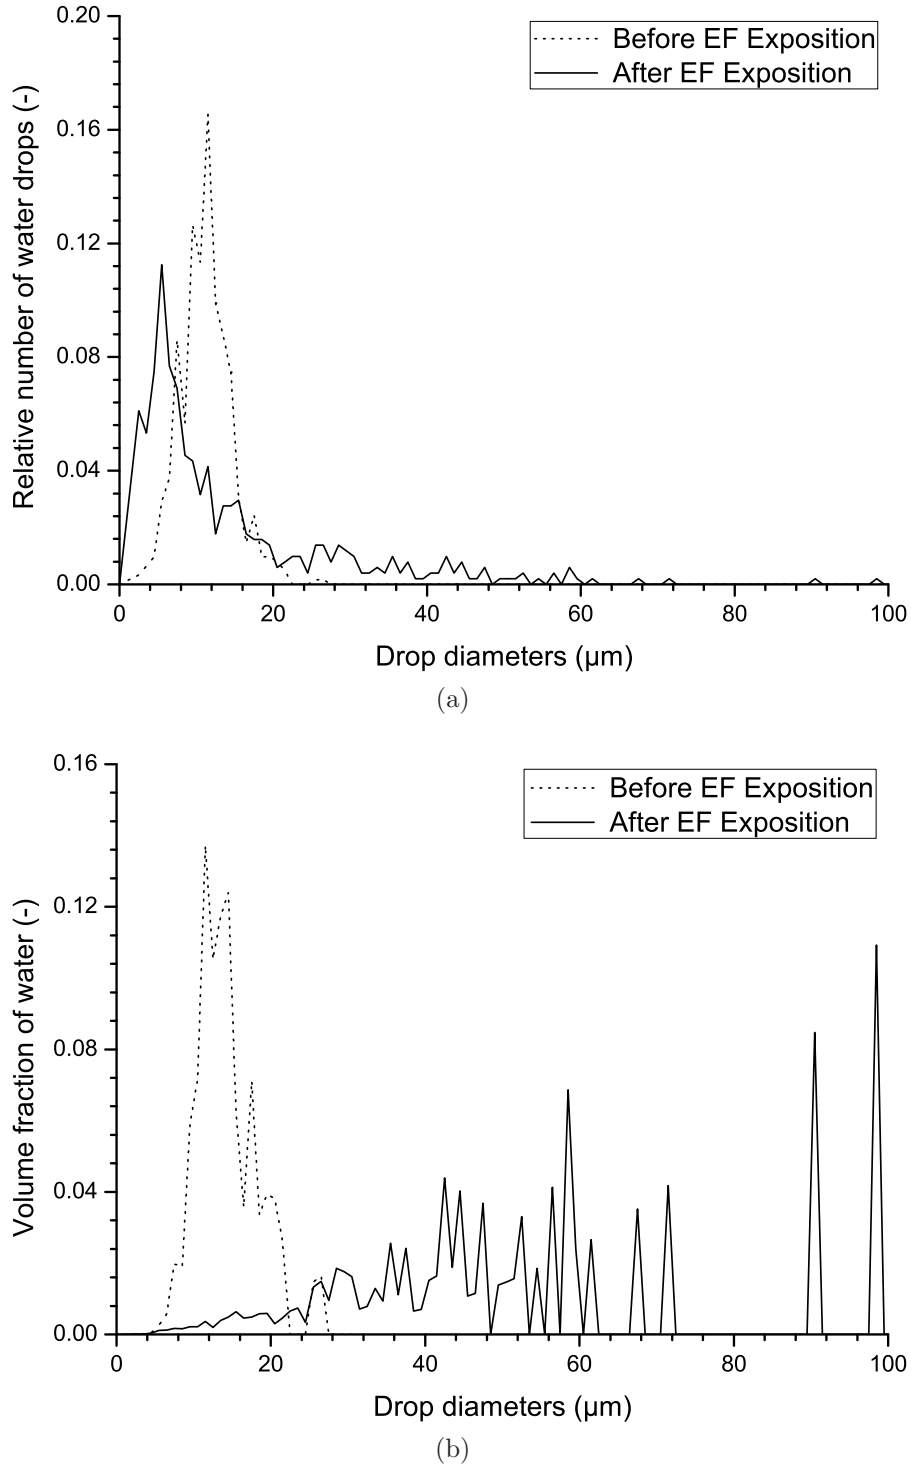 0.20
0.16
0.12
0.08
0.04
0.00
Relative number of water drops (-)
Before EF Exposition
After EF Exposition
0 20 40 60 80 100
Drop diameters (µm)
(a)
0.16
0.12
0.08
0.04
0.00
Volume fraction of water (-)
Before EF Exposition
After EF Exposition
0 20 40 60 80 100
Drop diameters (µm)
(b)